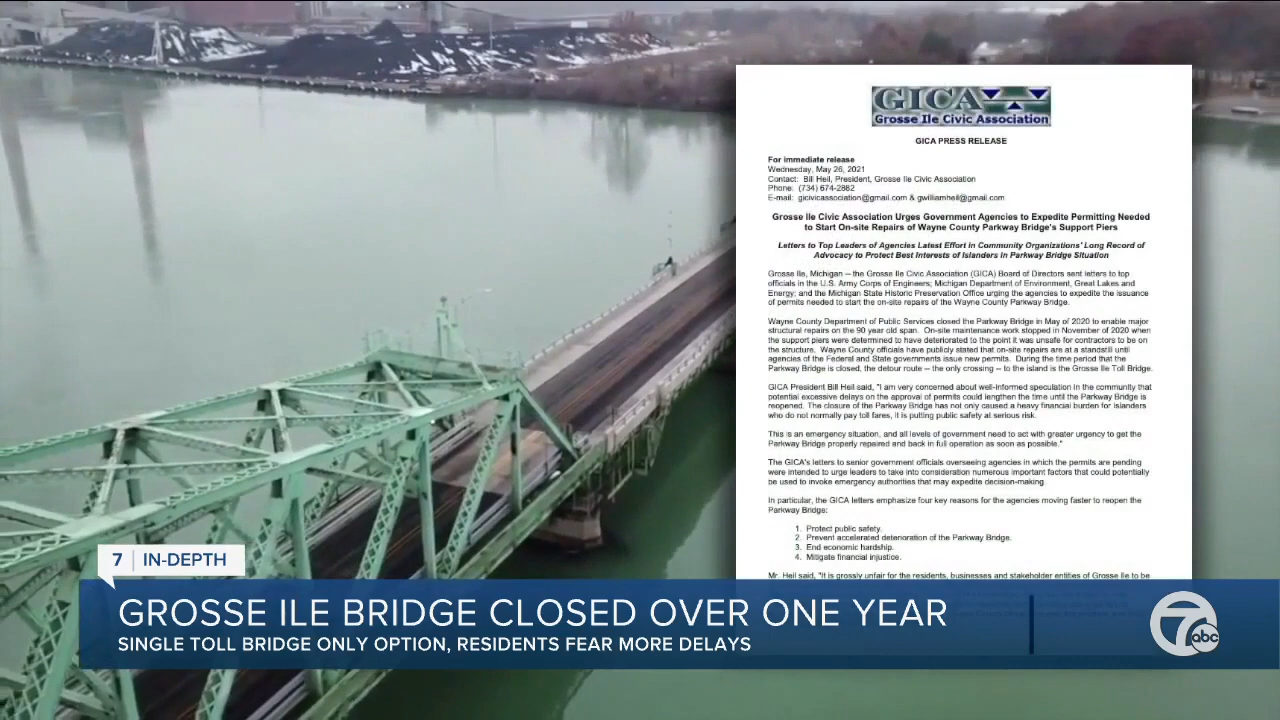 GICA
Grosse Ile Civic Association
GICA PRESS RELEASE
For immediate release
Wednesday, May 26, 2021
Contact: Bill Heil, President, Grosse Ile Civic Association
Phone: (734) 674-2882
E-mail: gicivicassociation@gmail.com & gwilliamheil@gmail.com
Grosse Ile Civic Association Urges Government Agencies to Expedite Permitting Needed
to Start On-site Repairs of Wayne County Parkway Bridge's Support Piers
Letters to Top Leaders of Agencies Latest Effort in Community Organizations' Long Record of
Advocacy to Protect Best Interests of Islanders in Parkway Bridge Situation
Grosse Ile, Michigan -- the Grosse Ile Civic Association (GICA) Board of Directors sent letters to top
officials in the U.S. Army Corps of Engineers; Michigan Department of Environment, Great Lakes and
Energy; and the Michigan State Historic Preservation Office urging the agencies to expedite the issuance
of permits needed to start the on-site repairs of the Wayne County Parkway Bridge.
Wayne County Department of Public Services closed the Parkway Bridge in May of 2020 to enable major
structural repairs on the 90 year old span. On-site maintenance work stopped in November of 2020 when
the support piers were determined to have deteriorated to the point it was unsafe for contractors to be on
the structure. Wayne County officials have publicly stated that on-site repairs are at a standstill until
agencies of the Federal and State governments issue new permits. During the time period that the
Parkway Bridge is closed, the detour route -- the only crossing -- to the island is the Grosse Ile Toll Bridge.
GICA President Bill Heil said, "I am very concerned about well-informed speculation in the community that
potential excessive delays on the approval of permits could lengthen the time until the Parkway Bridge is
reopened. The closure of the Parkway Bridge has not only caused a heavy financial burden for islanders
who do not normally pay toll fares, it is putting public safety at serious risk.
This is an emergency situation, and all levels of government need to act with greater urgency to get the
Parkway Bridge properly repaired and back in full operation as soon as possible."
The GICA's letters to senior government officials overseeing agencies in which the permits are pending
were intended to urge leaders to take into consideration numerous important factors that could potentially
be used to invoke emergency authorities that may expedite decision-making.
In particular, the GICA letters emphasize four key reasons for the agencies moving faster to reopen the
Parkway Bridge:
1. Protect public safety.
2. Prevent accelerated deterioration of the Parkway Bridge.
3. End economic hardship.
4. Mitigate financial injustice.
Mr. Heil said, "It is grossly unfair for the residents, businesses and stakeholder entities of Grosse Ile to be
7 IN-DEPTH
GROSSE ILE BRIDGE CLOSED OVER ONE YEAR
SINGLE TOLL BRIDGE ONLY OPTION, RESIDENTS FEAR MORE DELAYS
7 abc